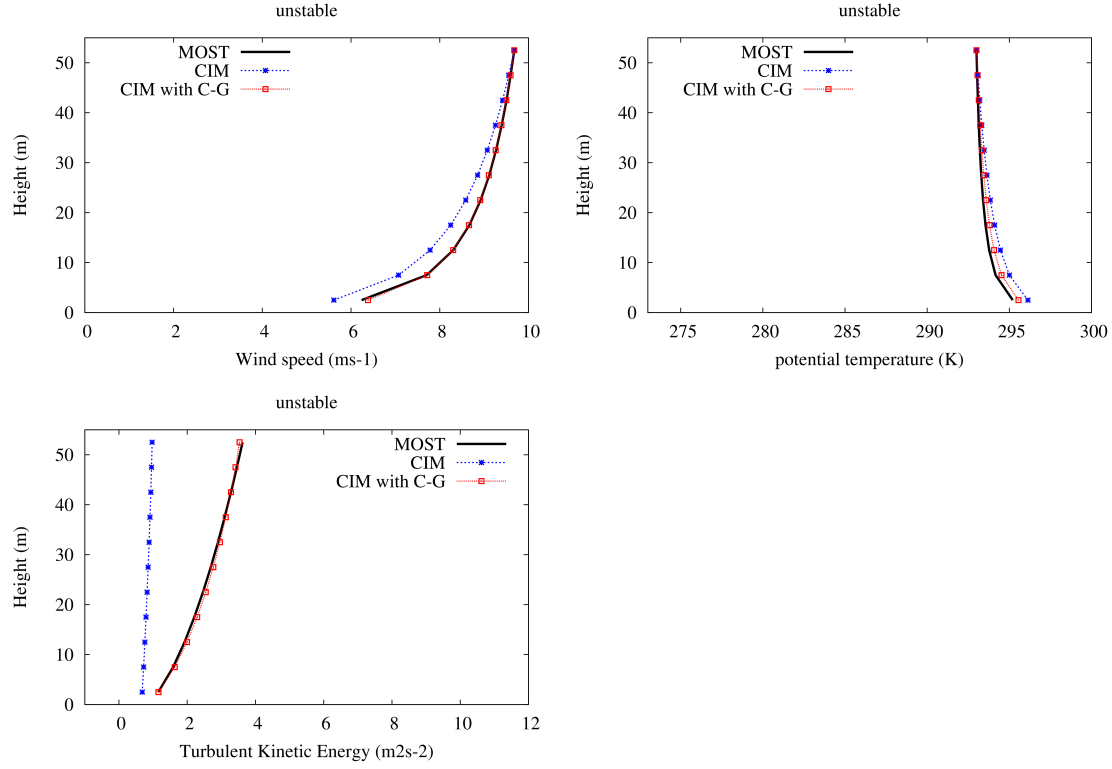 unstable
MOST
CIM
CIM with C-G
50
40
30
20
10
0
Height (m)
0 2 4 6 8 10
Wind speed (ms-1)
unstable
MOST
CIM
CIM with C-G
50
40
30
20
10
0
Height (m)
275 280 285 290 295 300
potential temperature (K)
unstable
MOST
CIM
CIM with C-G
50
40
30
20
10
0
Height (m)
0 2 4 6 8 10 12
Turbulent Kinetic Energy (m2s-2)